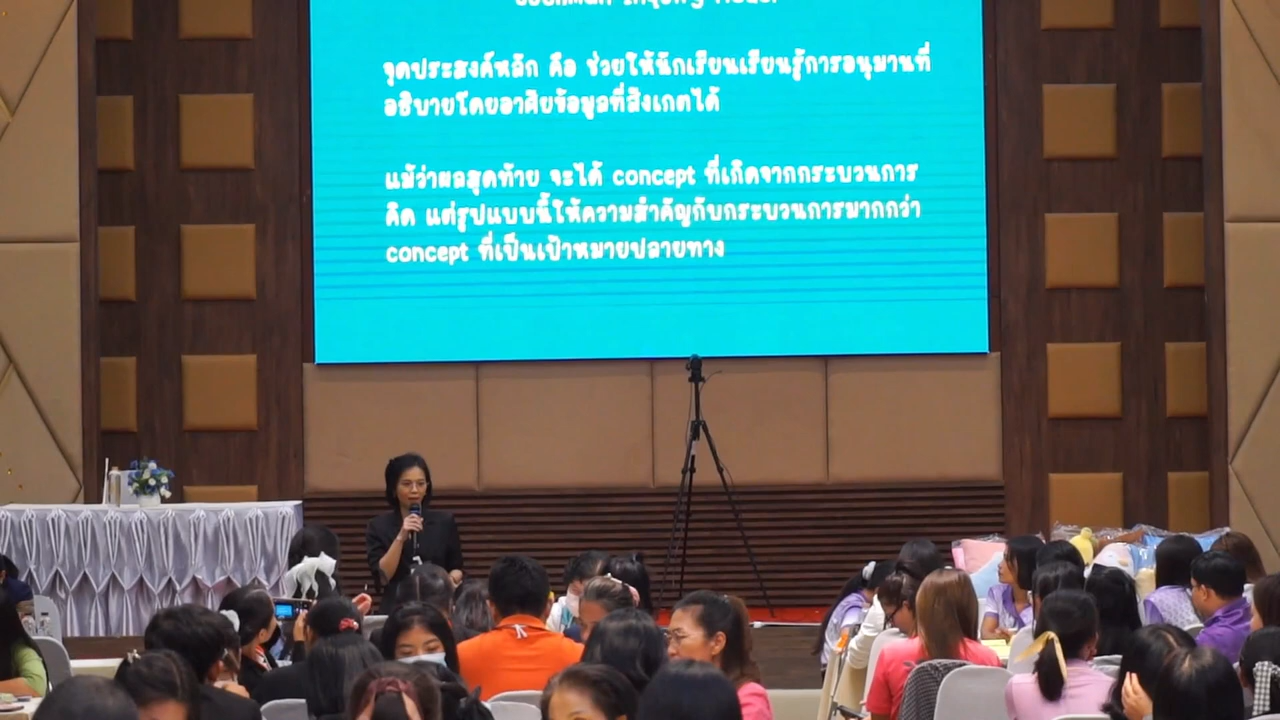 จุดประสงค์หลัก คือ ช่วยให้นักเรียนเรียนรู้การอนุมานที่
อธิบายโดยอาศัยข้อมูลที่สังเกตได้
แม้ว่าผลสุดท้าย จะได้ concept ที่เกิดจากกระบวนการ
คิด แต่รูปแบบนี้ให้ความสำคัญกับกระบวนการมากกว่า
concept ที่เป็นเป้าหมายปลายทาง